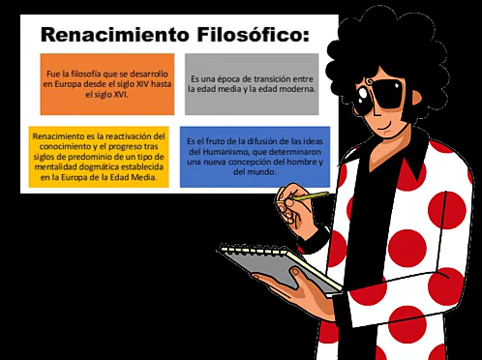 Renacimiento Filosófico:
Fue la filosofía que se desarrollo
en Europa desde el siglo XIV hasta
el siglo XVI.
Es una época de transición entre
la edad media y la edad moderna.
Renacimiento es la reactivación del
conocimiento y el progreso tras
siglos de predominio de un tipo de
mentalidad dogmática establecida
en la Europa de la Edad Media.
Es el fruto de la difusión de las ideas
del Humanismo, que determinaron
una nueva concepción del hombre y
del mundo.